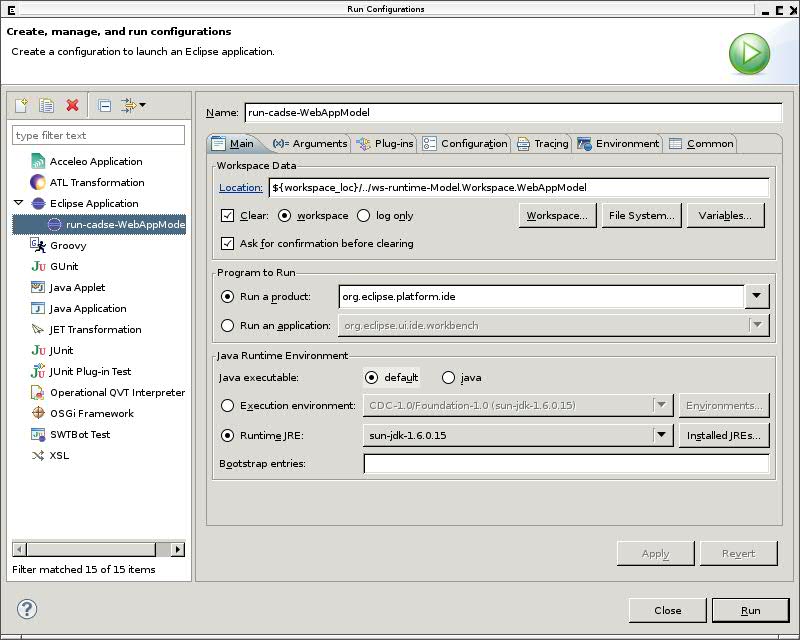 Run Configurations
Create, manage, and run configurations
Create a configuration to launch an Eclipse application.
type filter text
Acceleo Application
ATL Transformation
Eclipse Application
run-cadse-WebAppMode
Groovy
GUnit
Java Applet
Java Application
JET Transformation
JUnit
JUnit Plug-in Test
Operational QVT Interpreter
OSGi Framework
SWTBot Test
XSL
Filter matched 15 of 15 items
Name: run-cadse-WebAppModel
Main (x)= Arguments Plug-ins Configuration Tracing Environment Common
Workspace Data
Location: ${workspace_loc}/../ws-runtime-Model.Workspace.WebAppModel
Clear: workspace log only Workspace... File System... Variables...
Ask for confirmation before clearing
Program to Run
Run a product: org.eclipse.platform.ide
Run an application: org.eclipse.ui.ide.workbench
Java Runtime Environment
Java executable: default java
Execution environment: CDC-1.0/Foundation-1.0 (sun-jdk-1.6.0.15) Environments...
Runtime JRE: sun-jdk-1.6.0.15 Installed JREs...
Bootstrap entries:
Apply Revert
? Close Run